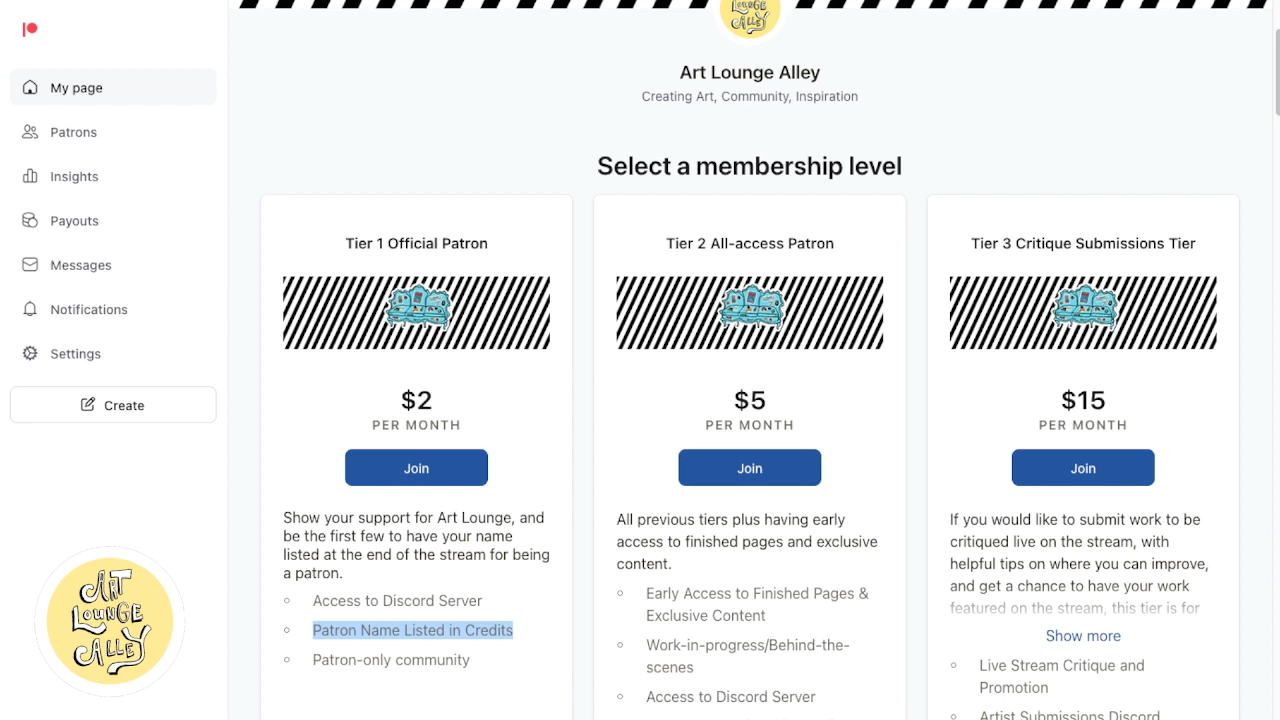 LOUNGE
ALLEY
Art Lounge Alley
Creating Art, Community, Inspiration
My page
Patrons
Insights
Payouts
Messages
Notifications
Settings
Create
ART
LOUNGE
ALLEY
Select a membership level
Tier 1 Official Patron
$2
PER MONTH
Join
Show your support for Art Lounge, and
be the first few to have your name
listed at the end of the stream for being
a patron.
Access to Discord Server
Patron Name Listed in Credits
Patron-only community
Tier 2 All-access Patron
$5
PER MONTH
Join
All previous tiers plus having early
access to finished pages and exclusive
content.
Early Access to Finished Pages &
Exclusive Content
Work-in-progress/Behind-the-
scenes
Access to Discord Server
Tier 3 Critique Submissions Tier
$15
PER MONTH
Join
If you would like to submit work to be
critiqued live on the stream, with
helpful tips on where you can improve,
and get a chance to have your work
featured on the stream, this tier is for
Show more
Live Stream Critique and
Promotion
Artist Submissions Discord